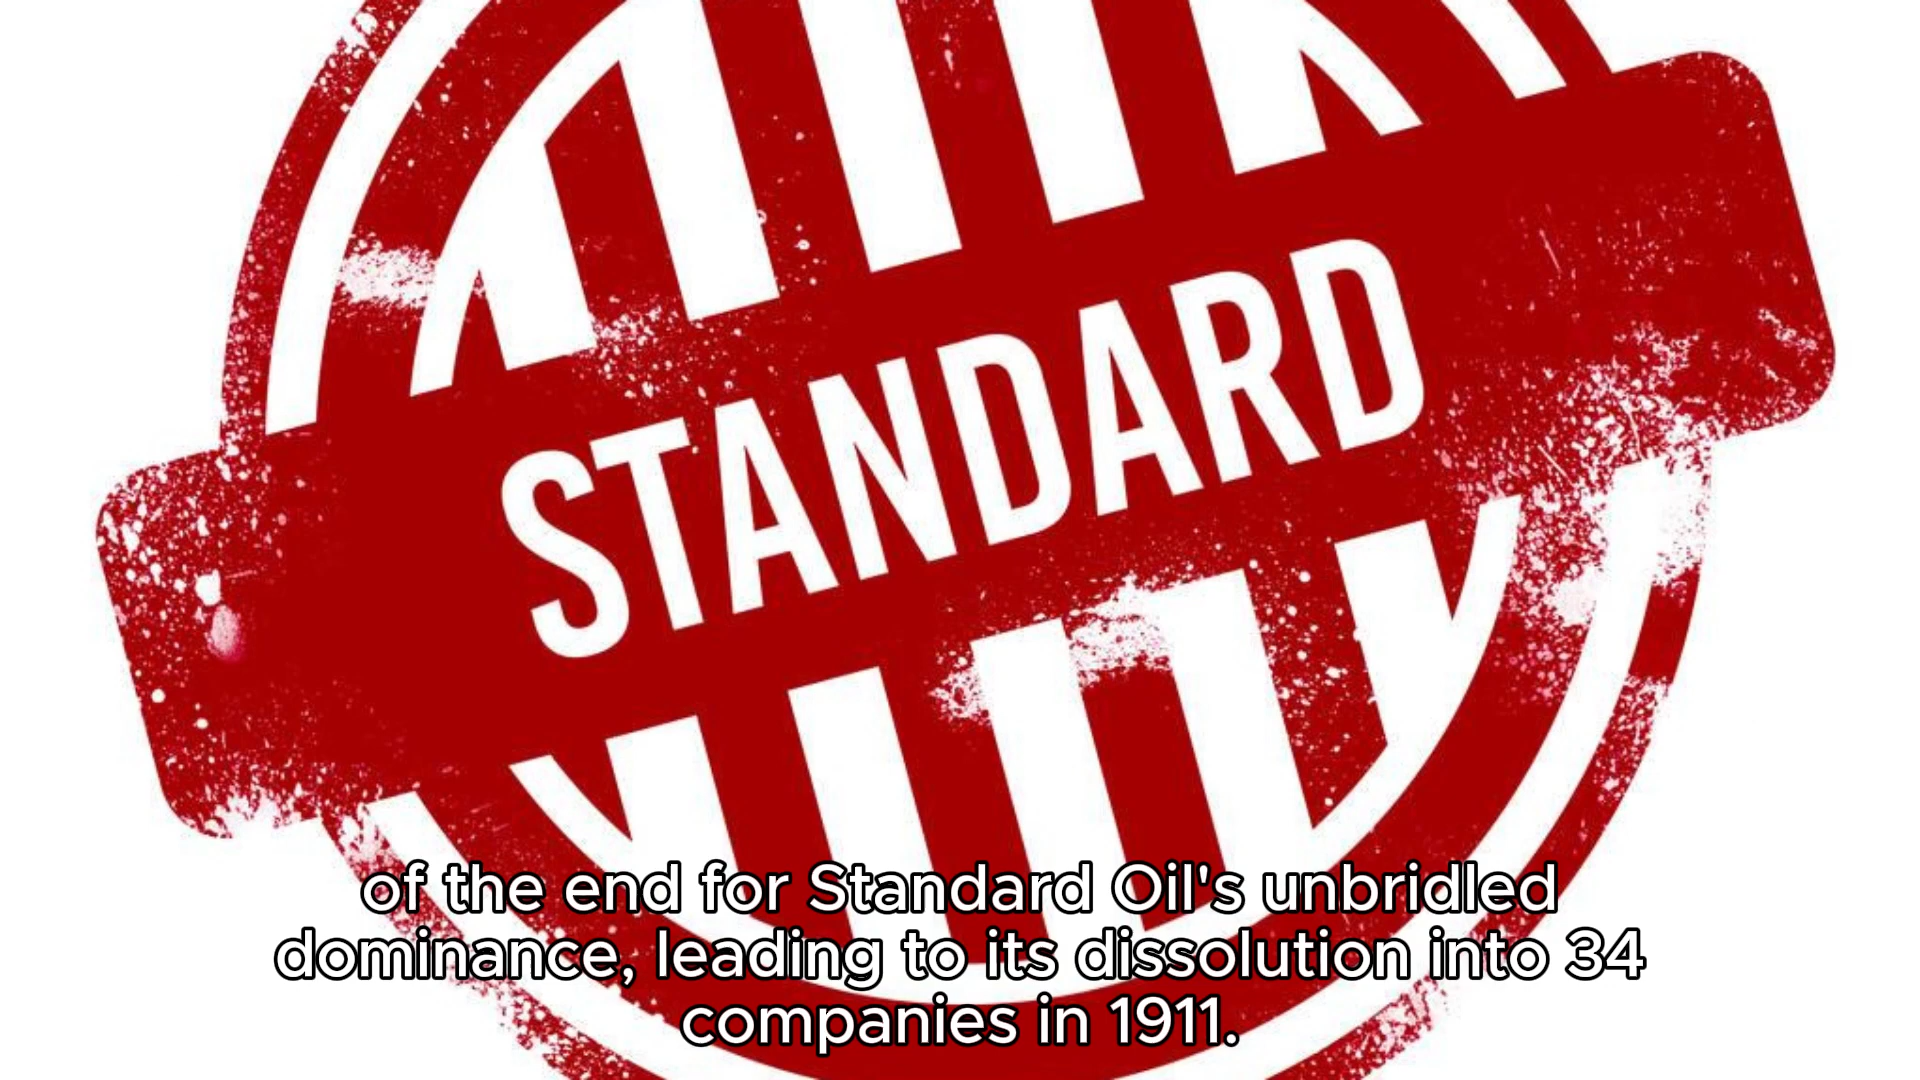 STANDARD
of the end for Standard Oil's unbridled
dominance, leading to its dissolution into 34
companies in 1911.